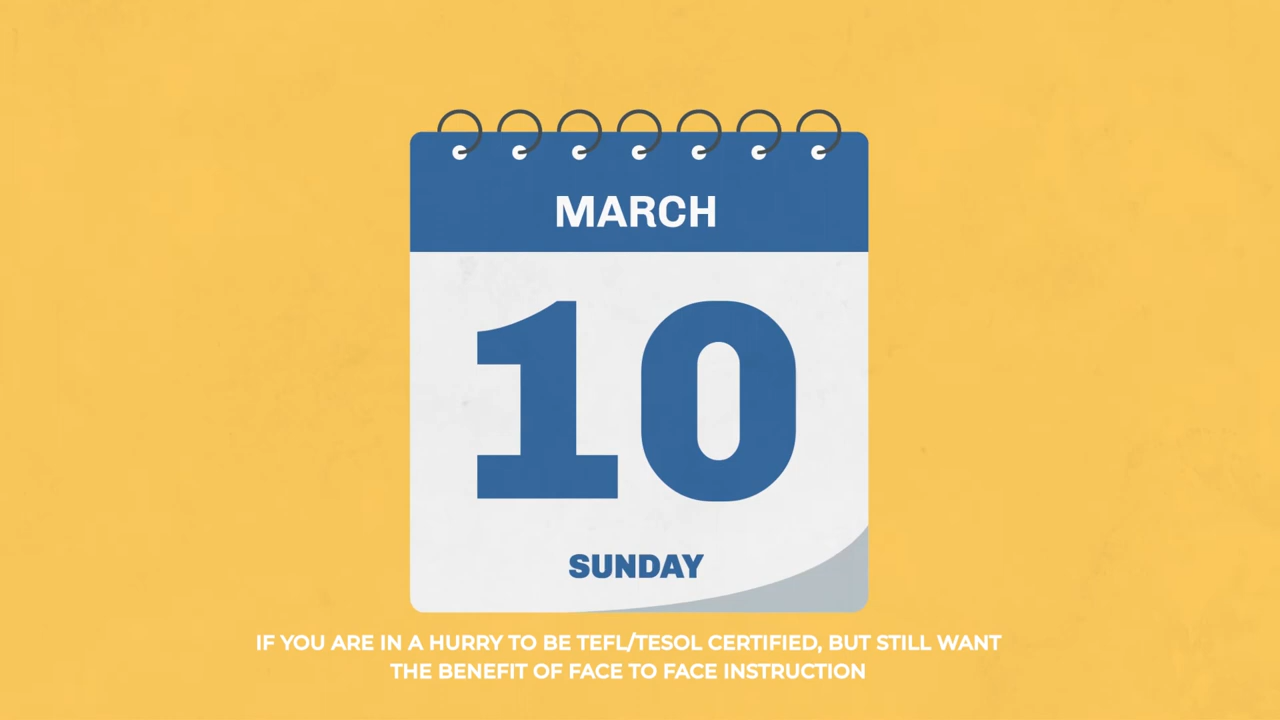 MARCH
10
SUNDAY
IF YOU ARE IN A HURRY TO BE TEFL/TESOL CERTIFIED, BUT STILL WANT
THE BENEFIT OF FACE TO FACE INSTRUCTION